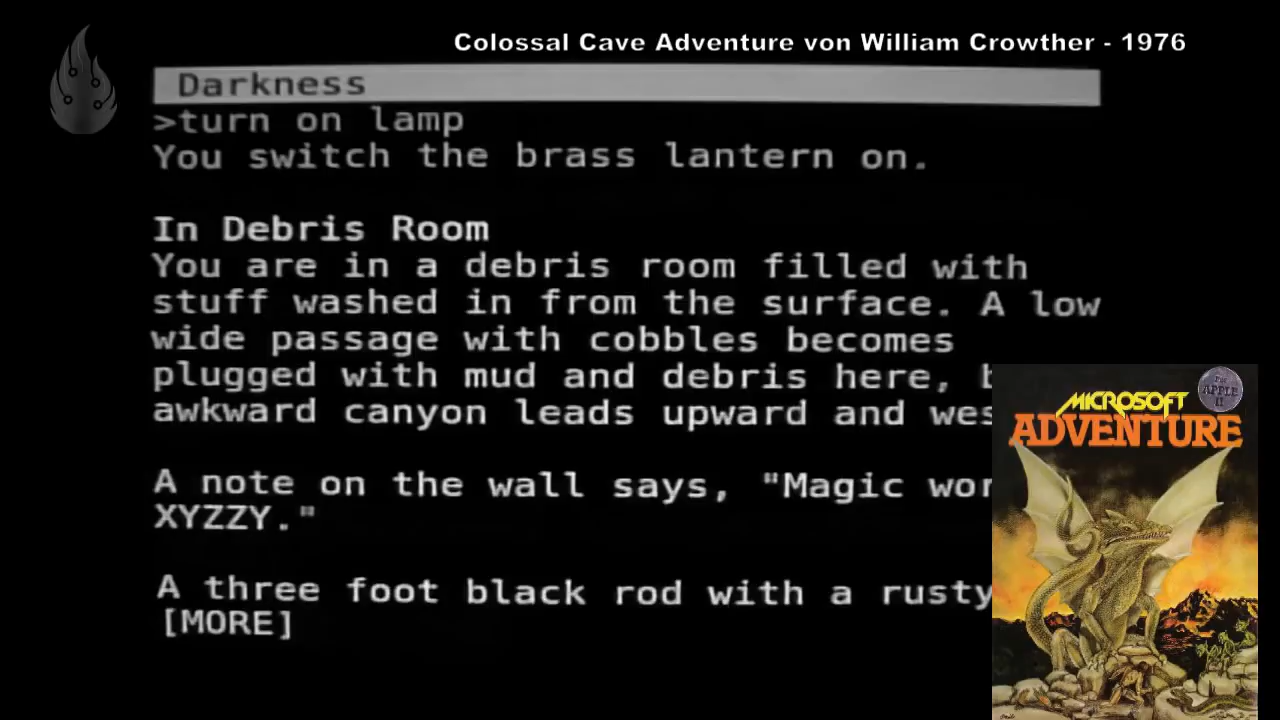 Colossal Cave Adventure von William Crowther - 1976
Darkness
>turn on lamp
You switch the brass lantern on.
In Debris Room
You are in a debris room filled with
stuff washed in from the surface. A low
wide passage with cobbles becomes
plugged with mud and debris here,
awkward canyon leads upward and
A note on the wall says, "Magic
XYZZY."
A three foot black rod with a rusty
[MORE]
For
APPLE
II
MICROSOFT
ADVENTURE